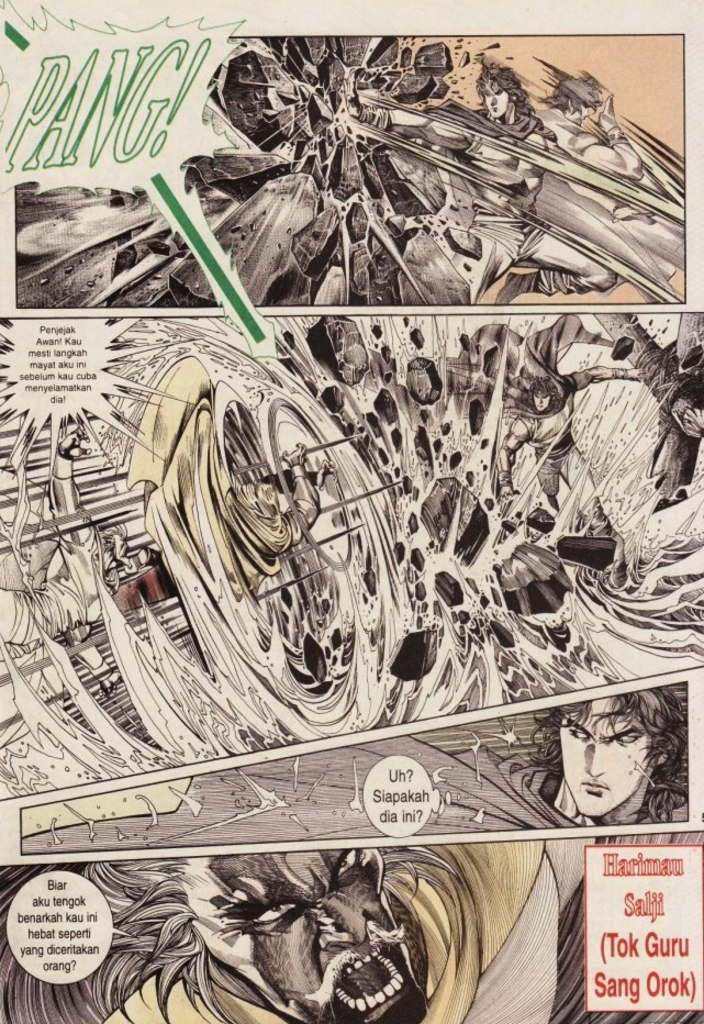 PANG!
Penjejak
Awan! Kau
mesti langkah
mayat aku ini
sebelum kau cuba
menyelamatkan
dia!
Uh?
Siapakah
dia ini?
Harimau
Salji
(Tok Guru
Sang Orok)
Biar
aku tengok
benarkah kau ini
hebat seperti
yang diceritakan
orang?